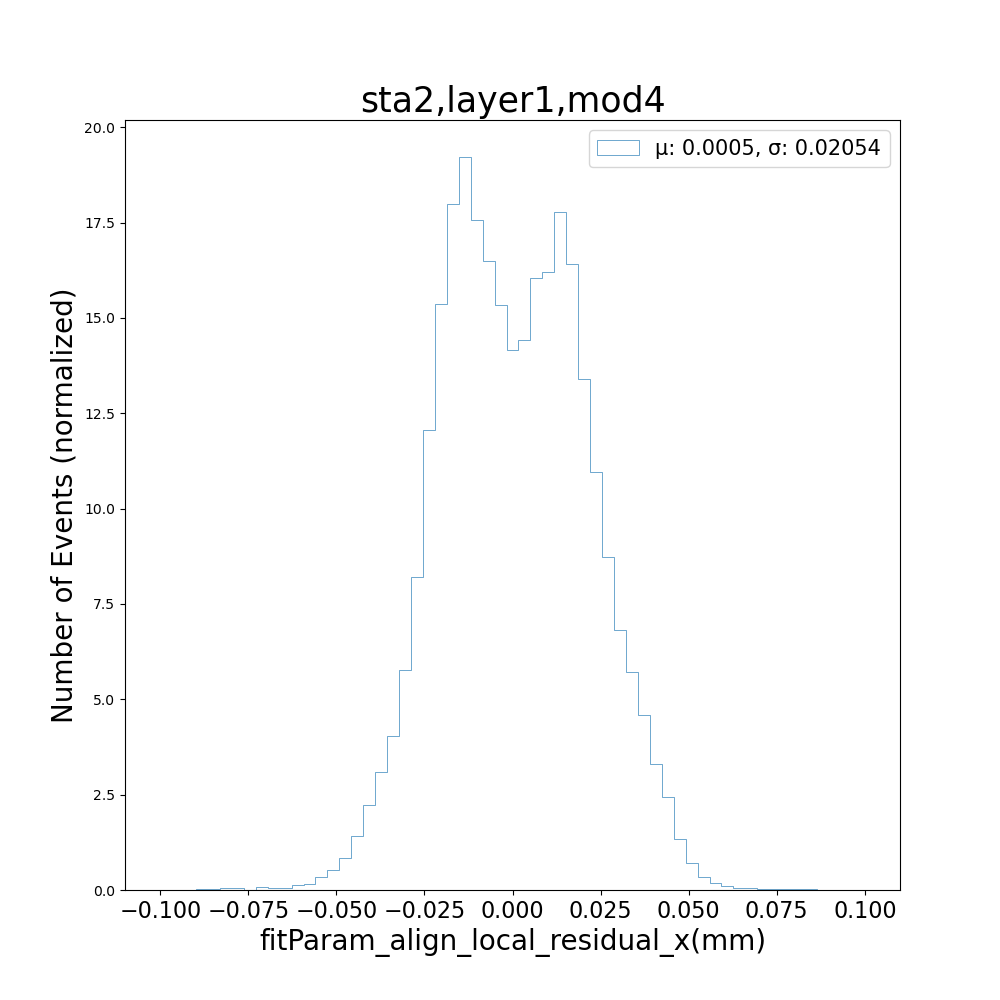 sta2,layer1,mod4
μ: 0.0005, σ: 0.02054
Number of Events (normalized)
20.0
17.5
15.0
12.5
10.0
7.5
5.0
2.5
0.0
−0.100 −0.075 −0.050 −0.025 0.000 0.025 0.050 0.075 0.100
fitParam_align_local_residual_x(mm)